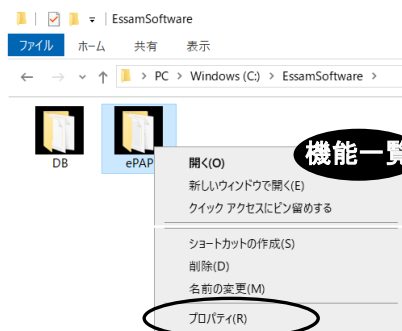 EssamSoftware
ファイル ホーム 共有 表示
PC > Windows (C:) > EssamSoftware >
DB
ePAP
機能一覧
開く(O)
新しいウィンドウで開く(E)
クイック アクセスにピン留めする
ショートカットの作成(S)
削除(D)
名前の変更(M)
プロパティ(R)